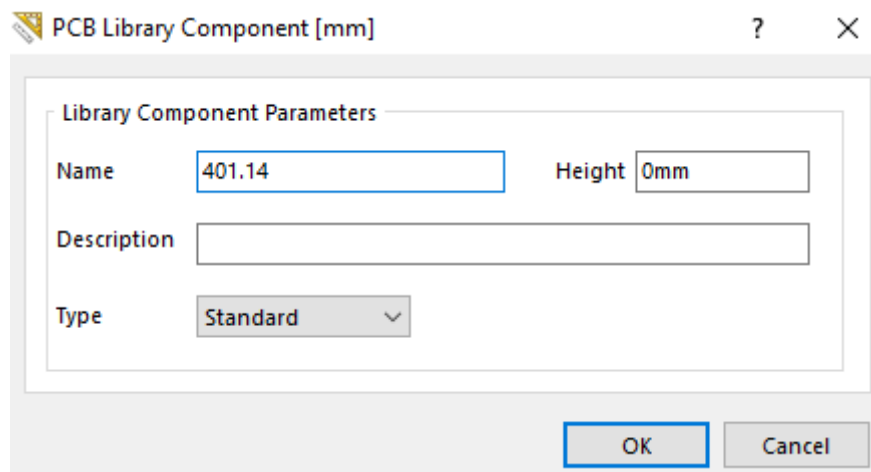 PCB Library Component [mm] ?
Library Component Parameters
Name 401.14 Height 0mm
Description
Type Standard
OK Cancel